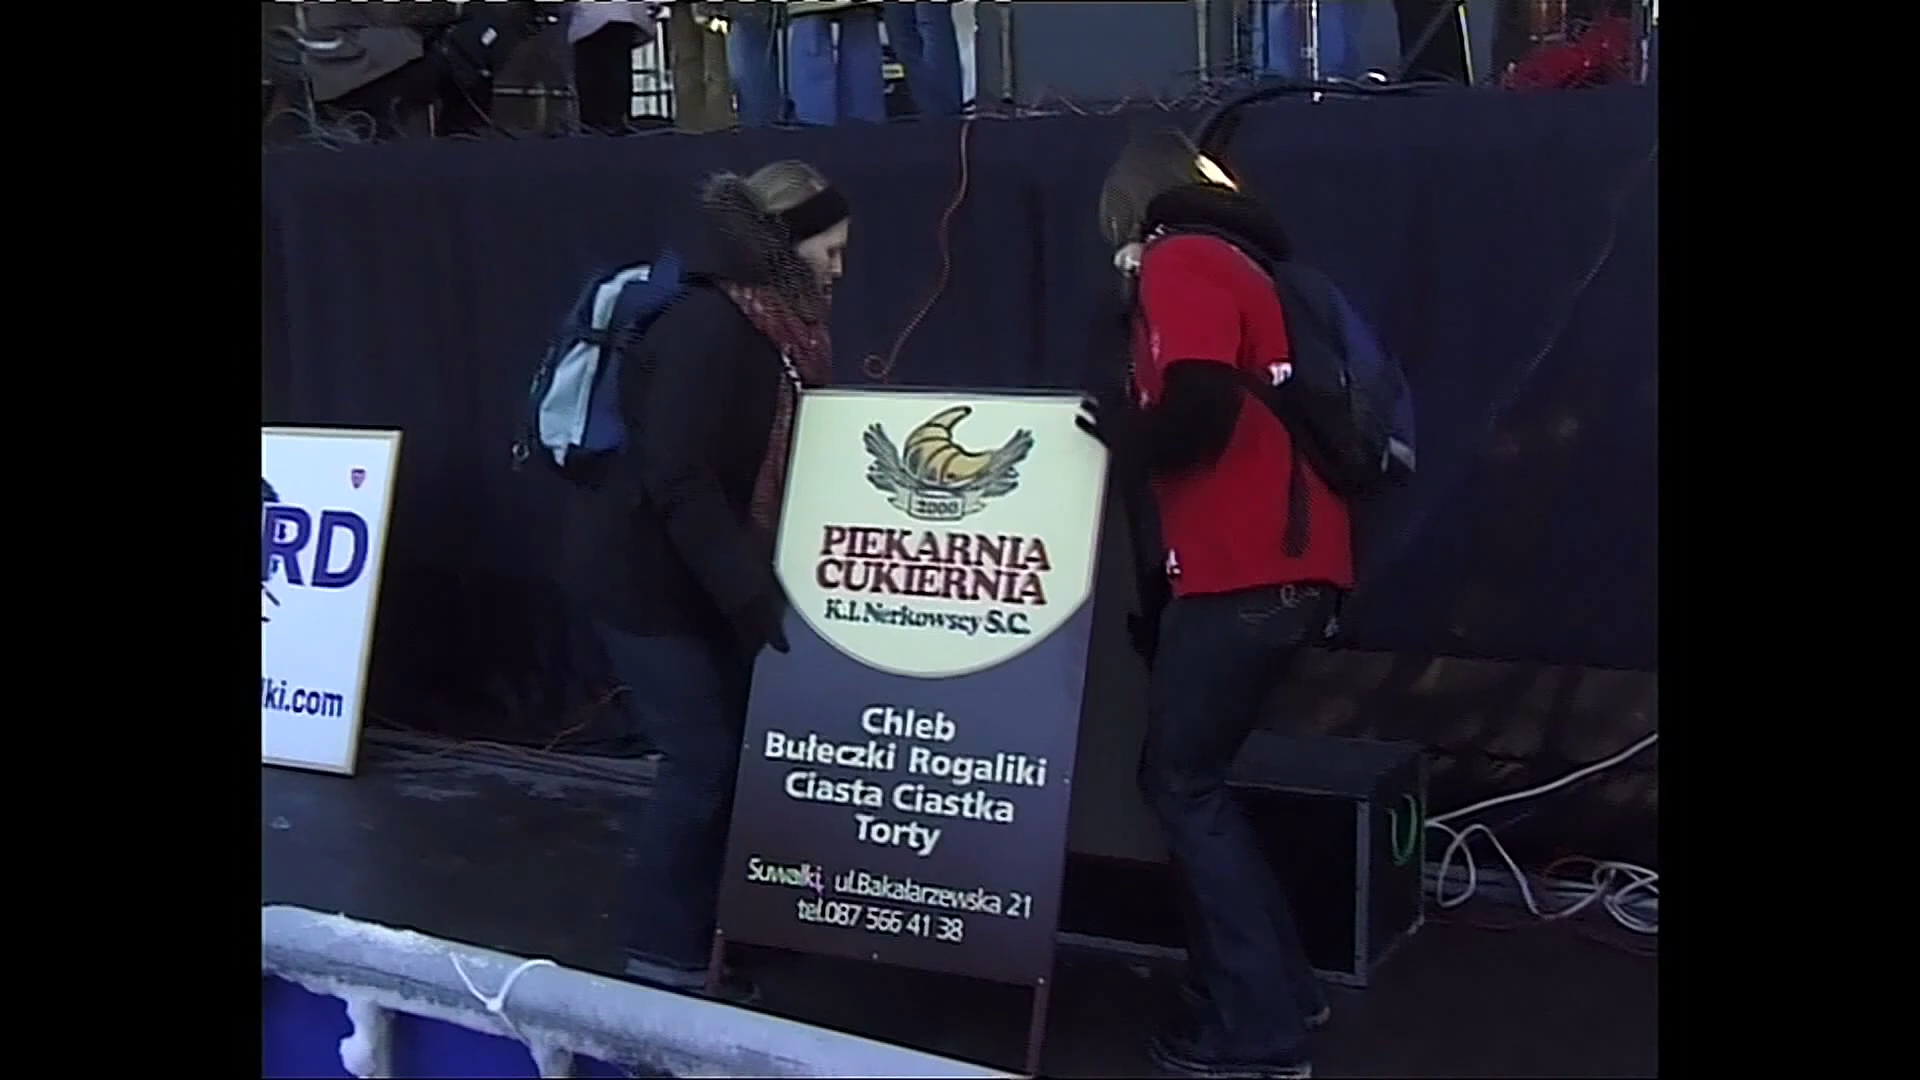 RD
ki.com
2000
PIEKARNIA
CUKIERNIA
K.I. Nerkowscy S.C.
Chleb
Bułeczki Rogaliki
Ciasta Ciastka
Torty
Suwałki, ul.Bakałarzewska 21
tel.087 566 41 38